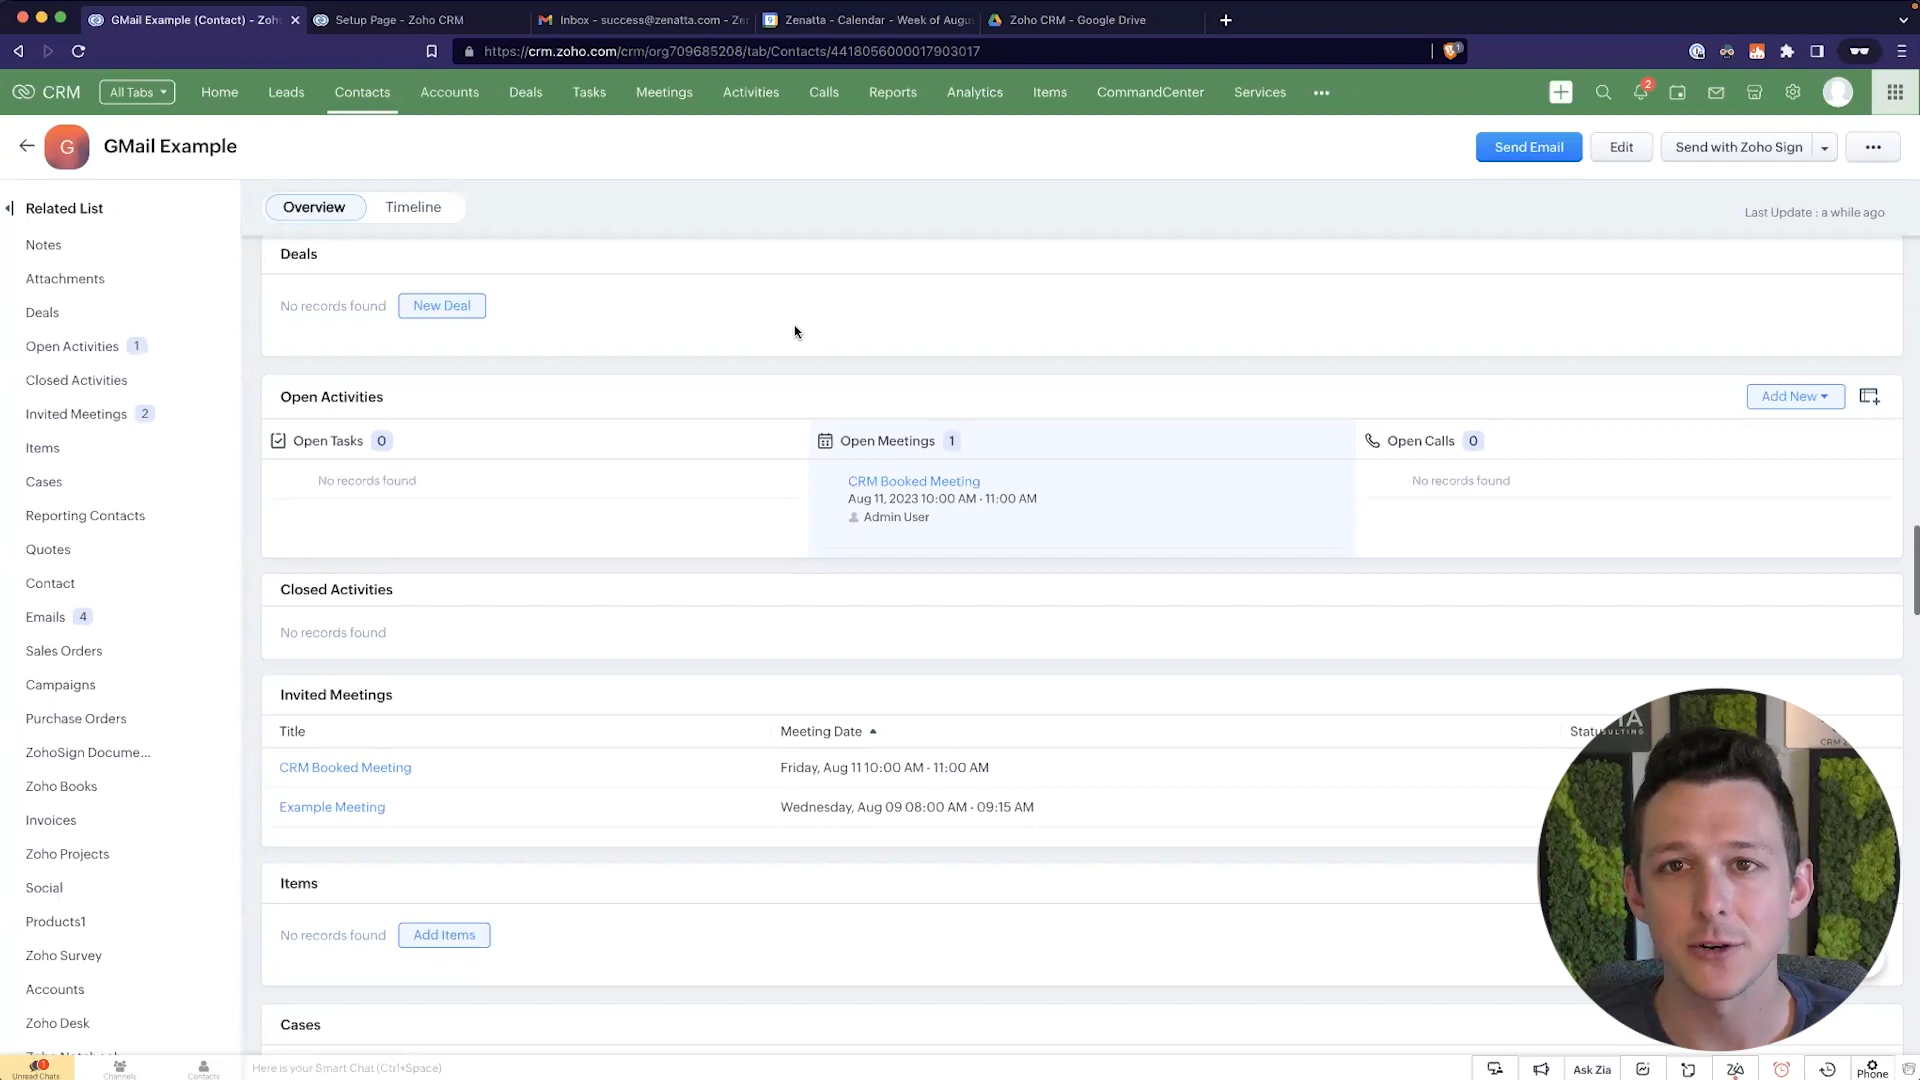 GMail Example (Contact) - Zoh
Setup Page - Zoho CRM
Inbox - success@zenatta.com - Ze
Zenatta - Calendar - Week of Augu
Zoho CRM - Google Drive
https://crm.zoho.com/crm/org709685208/tab/Contacts/4418056000017903017
1
CRM
All Tabs
Home
Leads
Contacts
Accounts
Deals
Tasks
Meetings
Activities
Calls
Reports
Analytics
Items
CommandCenter
Services
2
G
GMail Example
Send Email
Edit
Send with Zoho Sign
Related List
Overview
Timeline
Last Update : a while ago
Notes
Attachments
Deals
Open Activities 1
Closed Activities
Invited Meetings 2
Items
Cases
Reporting Contacts
Quotes
Contact
Emails 4
Sales Orders
Campaigns
Purchase Orders
ZohoSign Docume...
Zoho Books
Invoices
Zoho Projects
Social
Products1
Zoho Survey
Accounts
Zoho Desk
Deals
No records found
New Deal
Open Activities
Add New
Open Tasks 0
Open Meetings 1
Open Calls 0
No records found
CRM Booked Meeting
Aug 11, 2023 10:00 AM - 11:00 AM
Admin User
No records found
Closed Activities
No records found
Invited Meetings
Title
Meeting Date
CRM Booked Meeting
Friday, Aug 11 10:00 AM - 11:00 AM
Example Meeting
Wednesday, Aug 09 08:00 AM - 09:15 AM
Items
No records found
Add Items
Cases
Unread Chats
Channels
Contacts
Here is your Smart Chat (Ctrl+Space)
Ask Zia
Phone